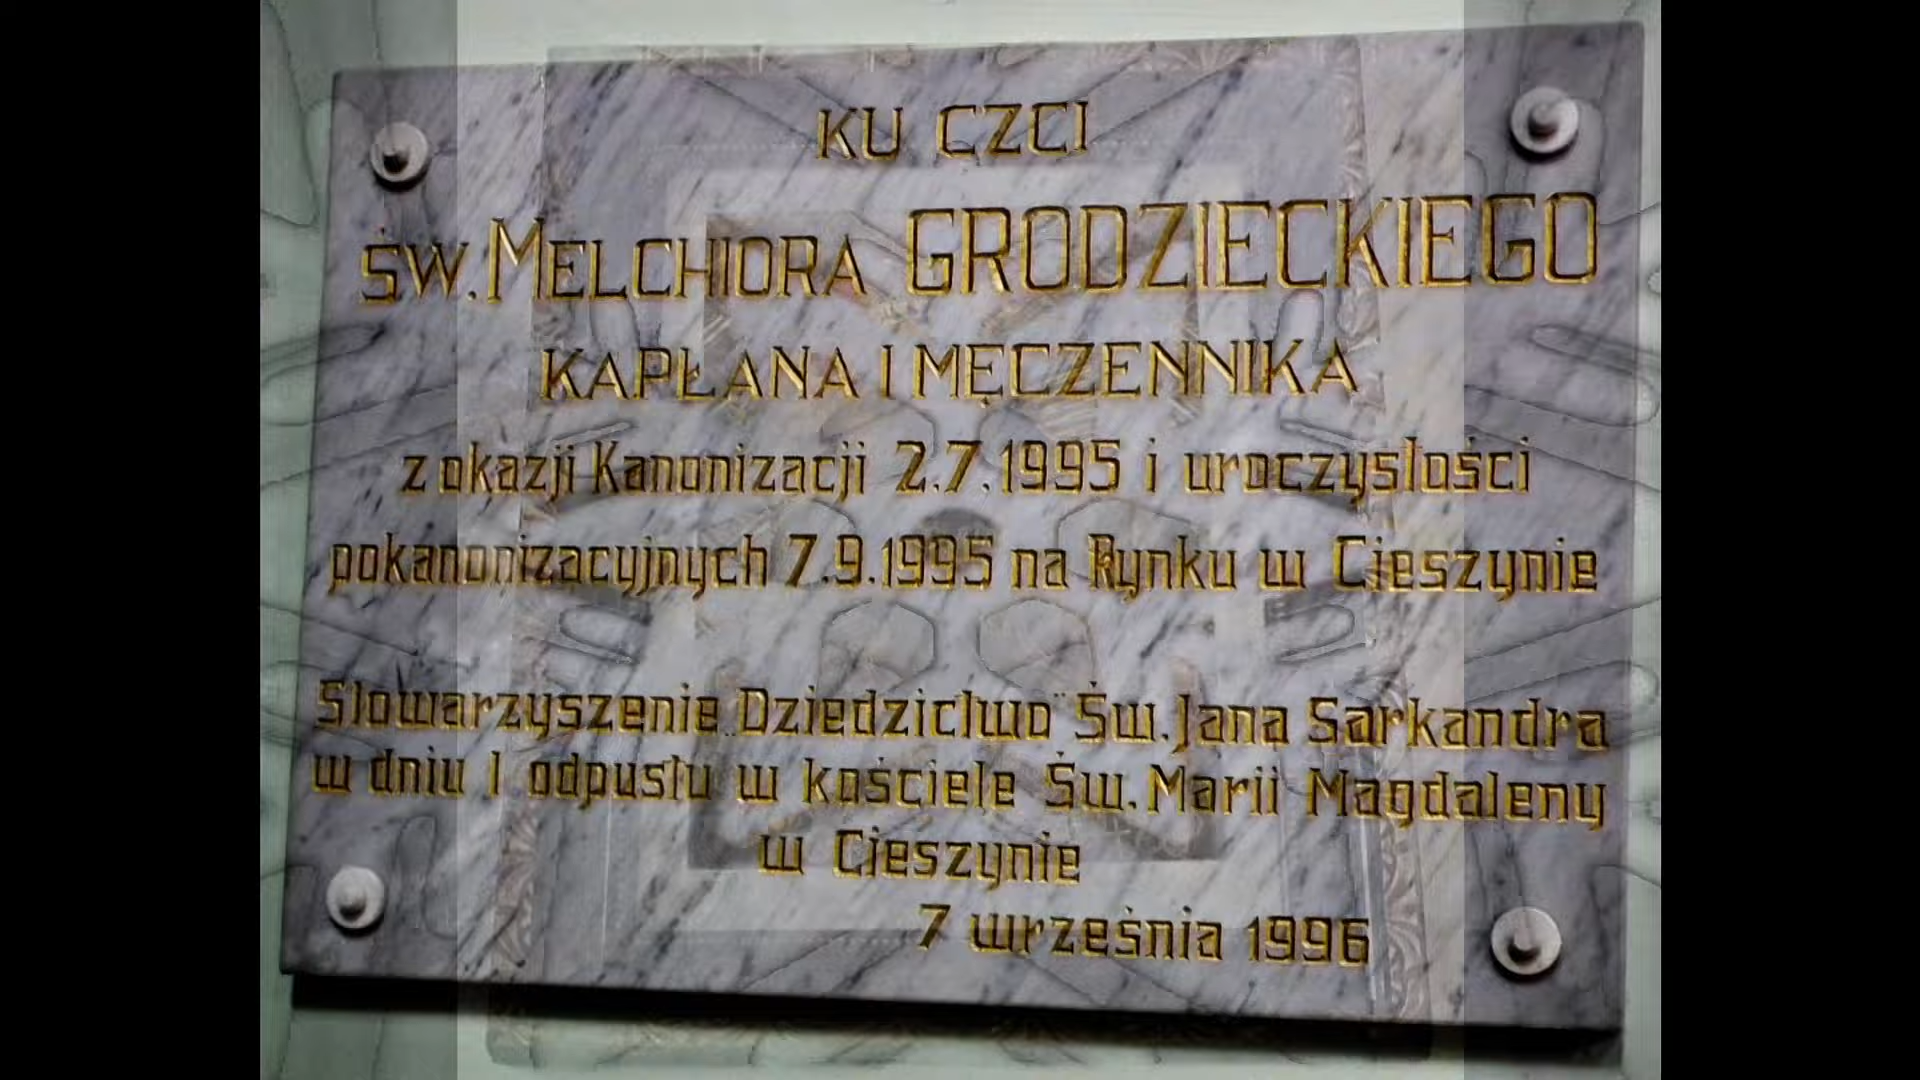 KU CZCI
ŚW. MELCHIORA GRODZIECKIEGO
KAPŁANA I MĘCZENNIKA
z okazji Kanonizacji 2.7.1995 i uroczystości
pokanonizacyjnych 7.9.1995 na Rynku w Cieszynie
Stowarzyszenie „Dziedzictwo" Św. Jana Sarkandra
w dniu I odpustu w kościele Św. Marii Magdaleny
w Cieszynie
7 września 1996